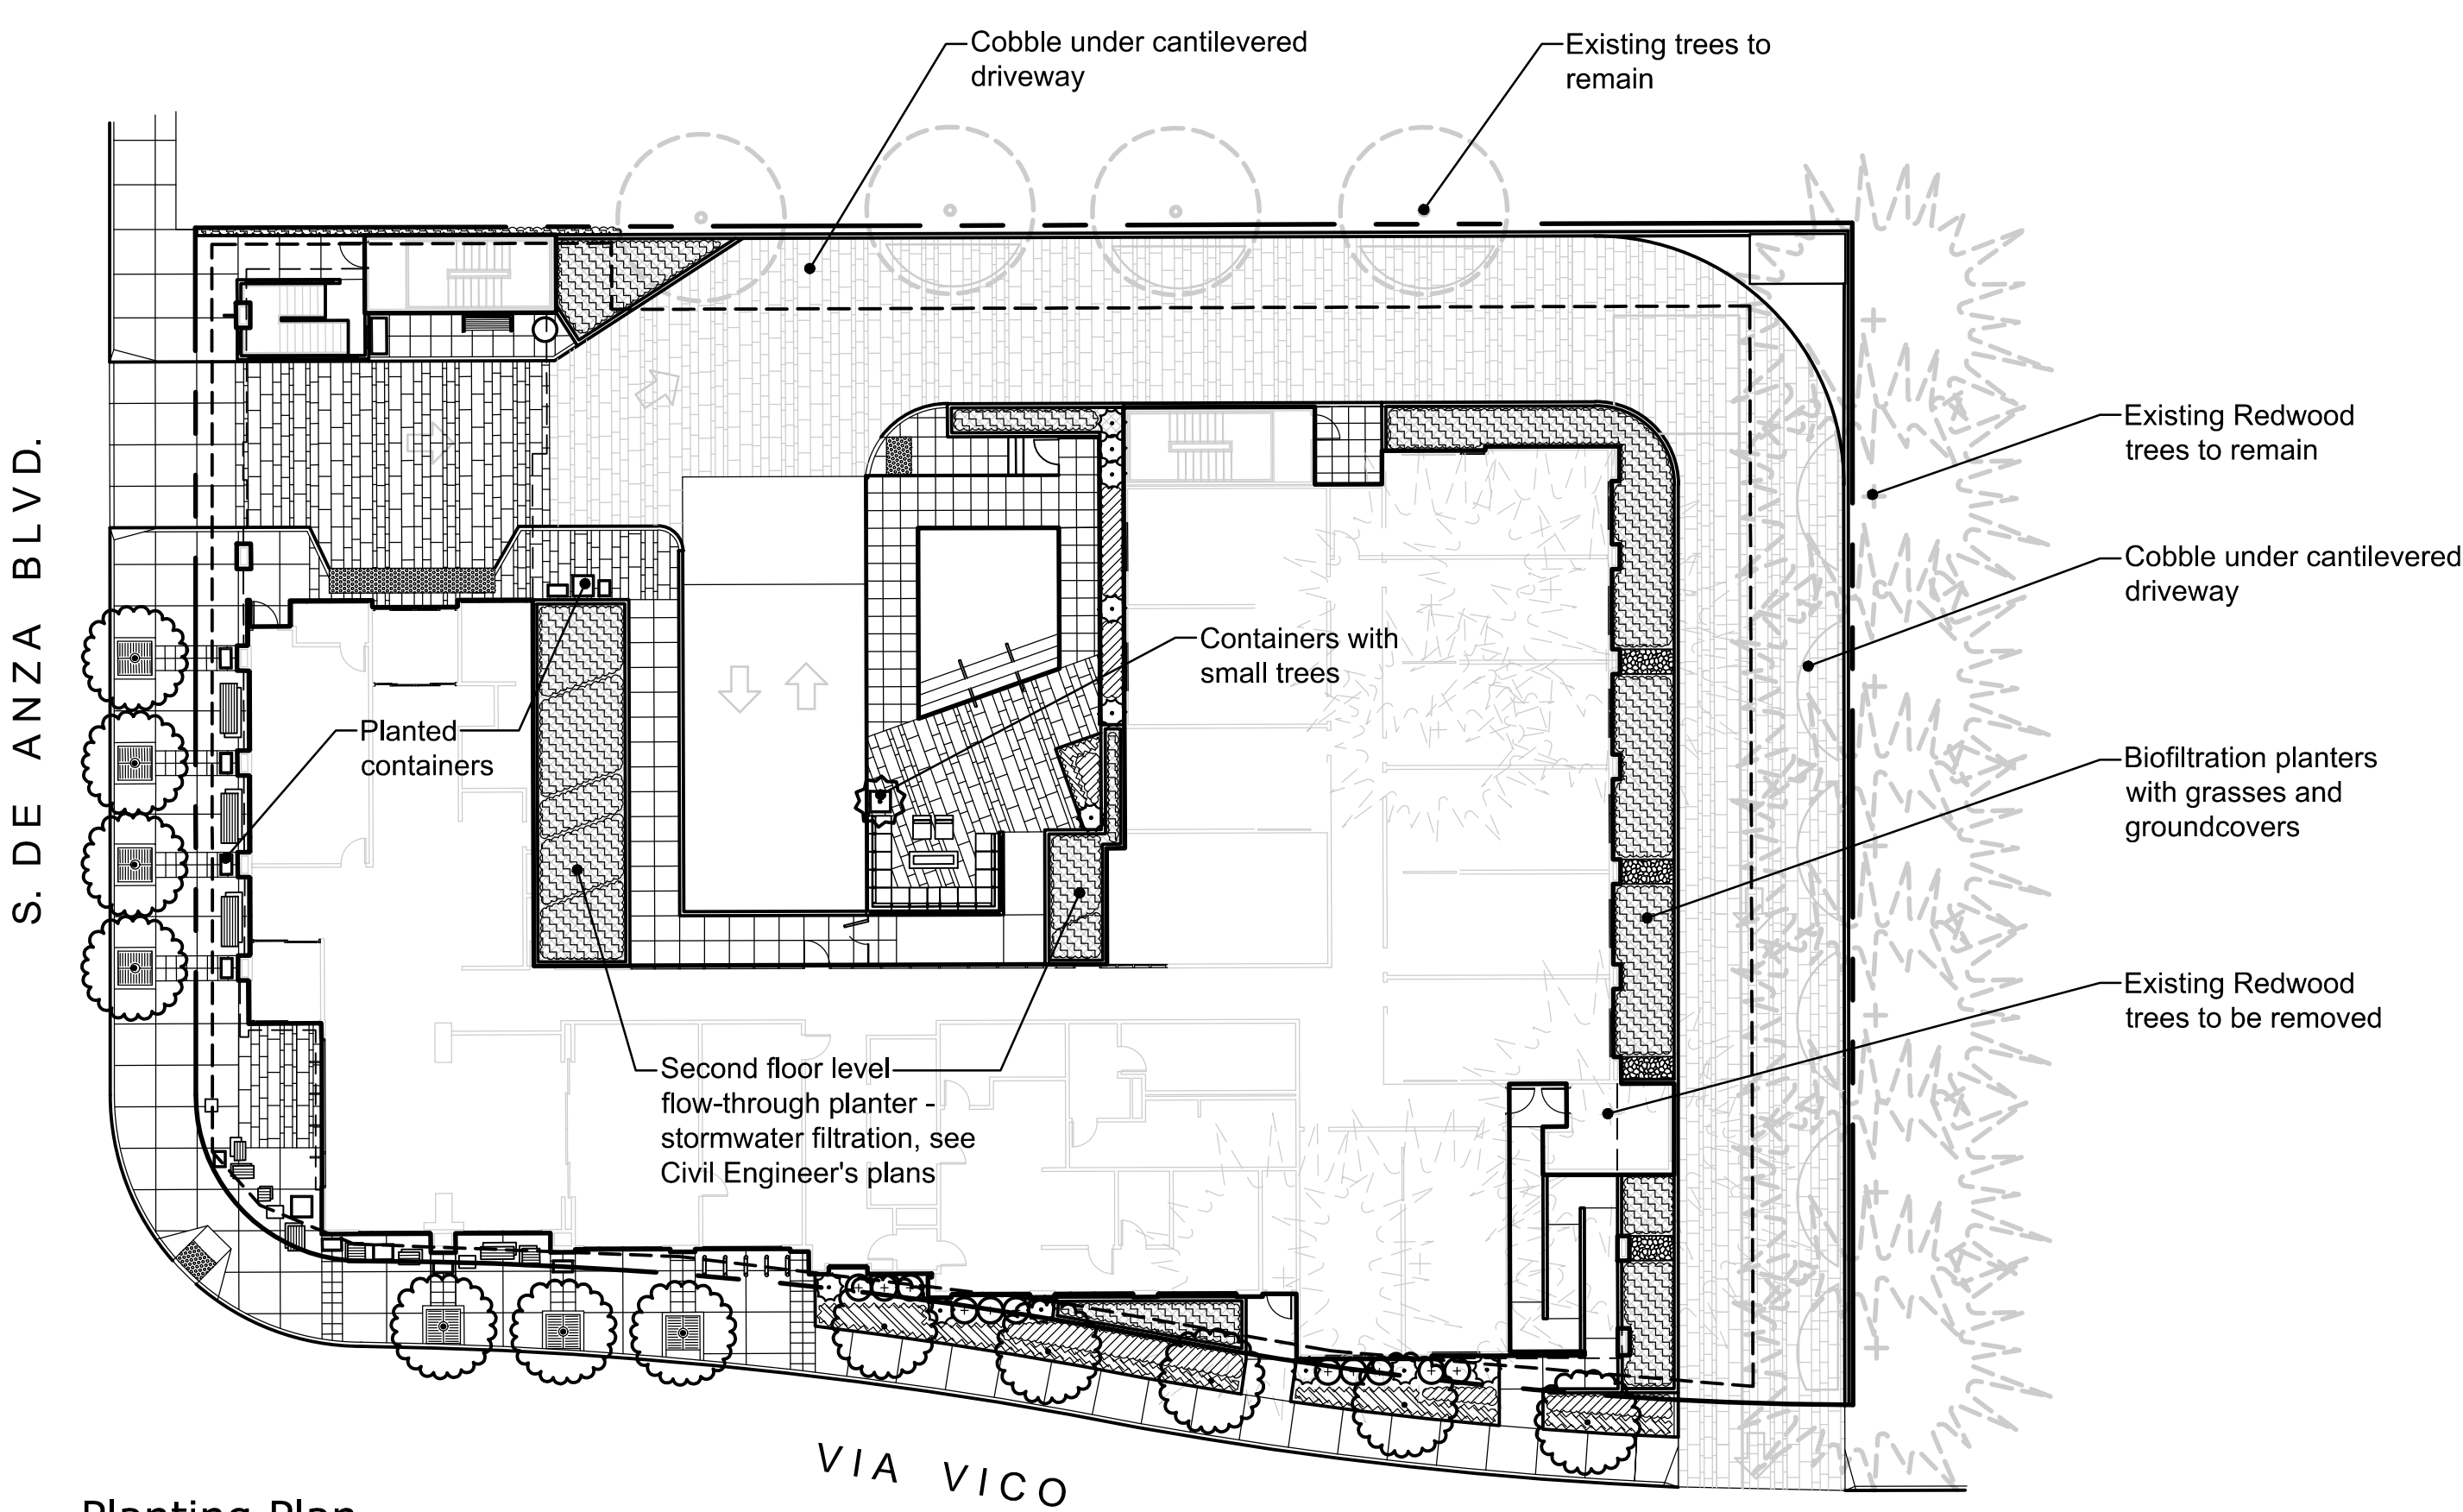 Cobble under cantilevered
driveway
Existing trees to
remain
Existing Redwood
trees to remain
Cobble under cantilevered
driveway
Containers with
small trees
Planted
containers
Biofiltration planters
with grasses and
groundcovers
Existing Redwood
trees to be removed
Second floor level
flow-through planter -
stormwater filtration, see
Civil Engineer's plans
S. DE ANZA BLVD.
VIA VICO
Planting Plan